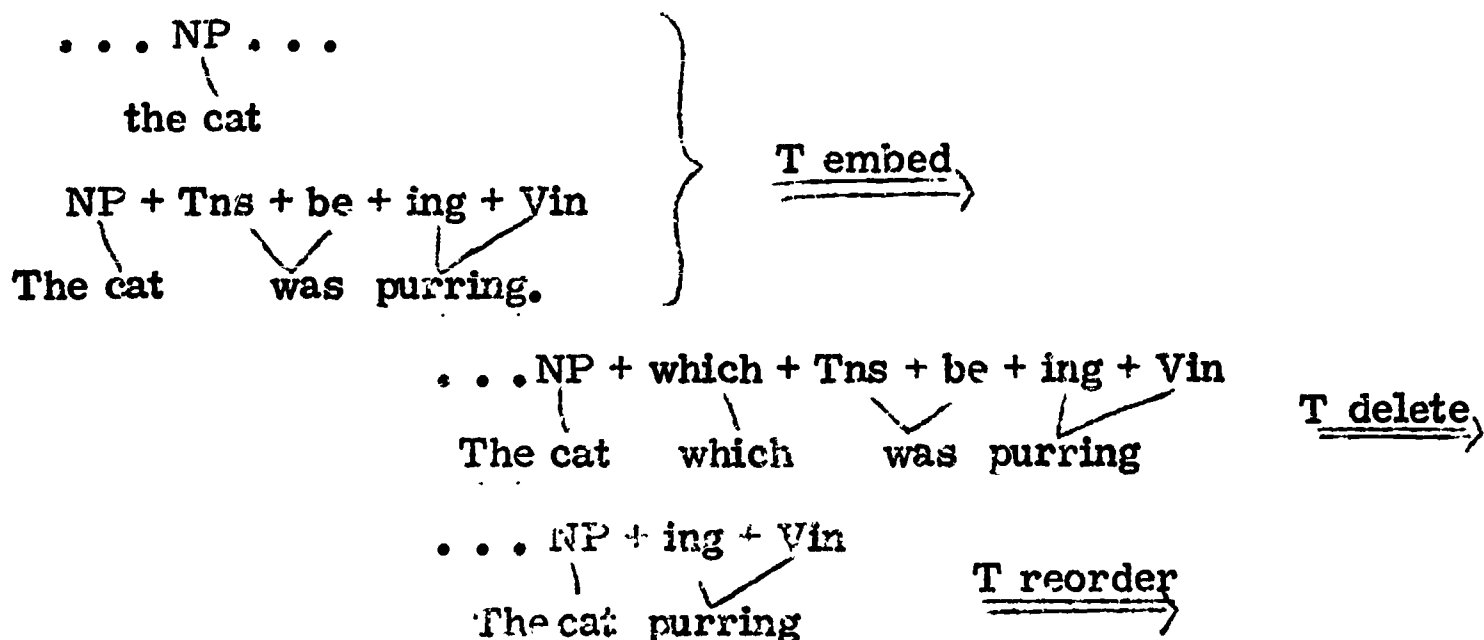 . . . NP . . .
the cat
T embed
NP + Tns + be + ing + Vin
The cat was purring.
. . . NP + which + Tns + be + ing + Vin
T delete
The cat which was purring
. . . NP + ing + Vin
T reorder
The cat purring